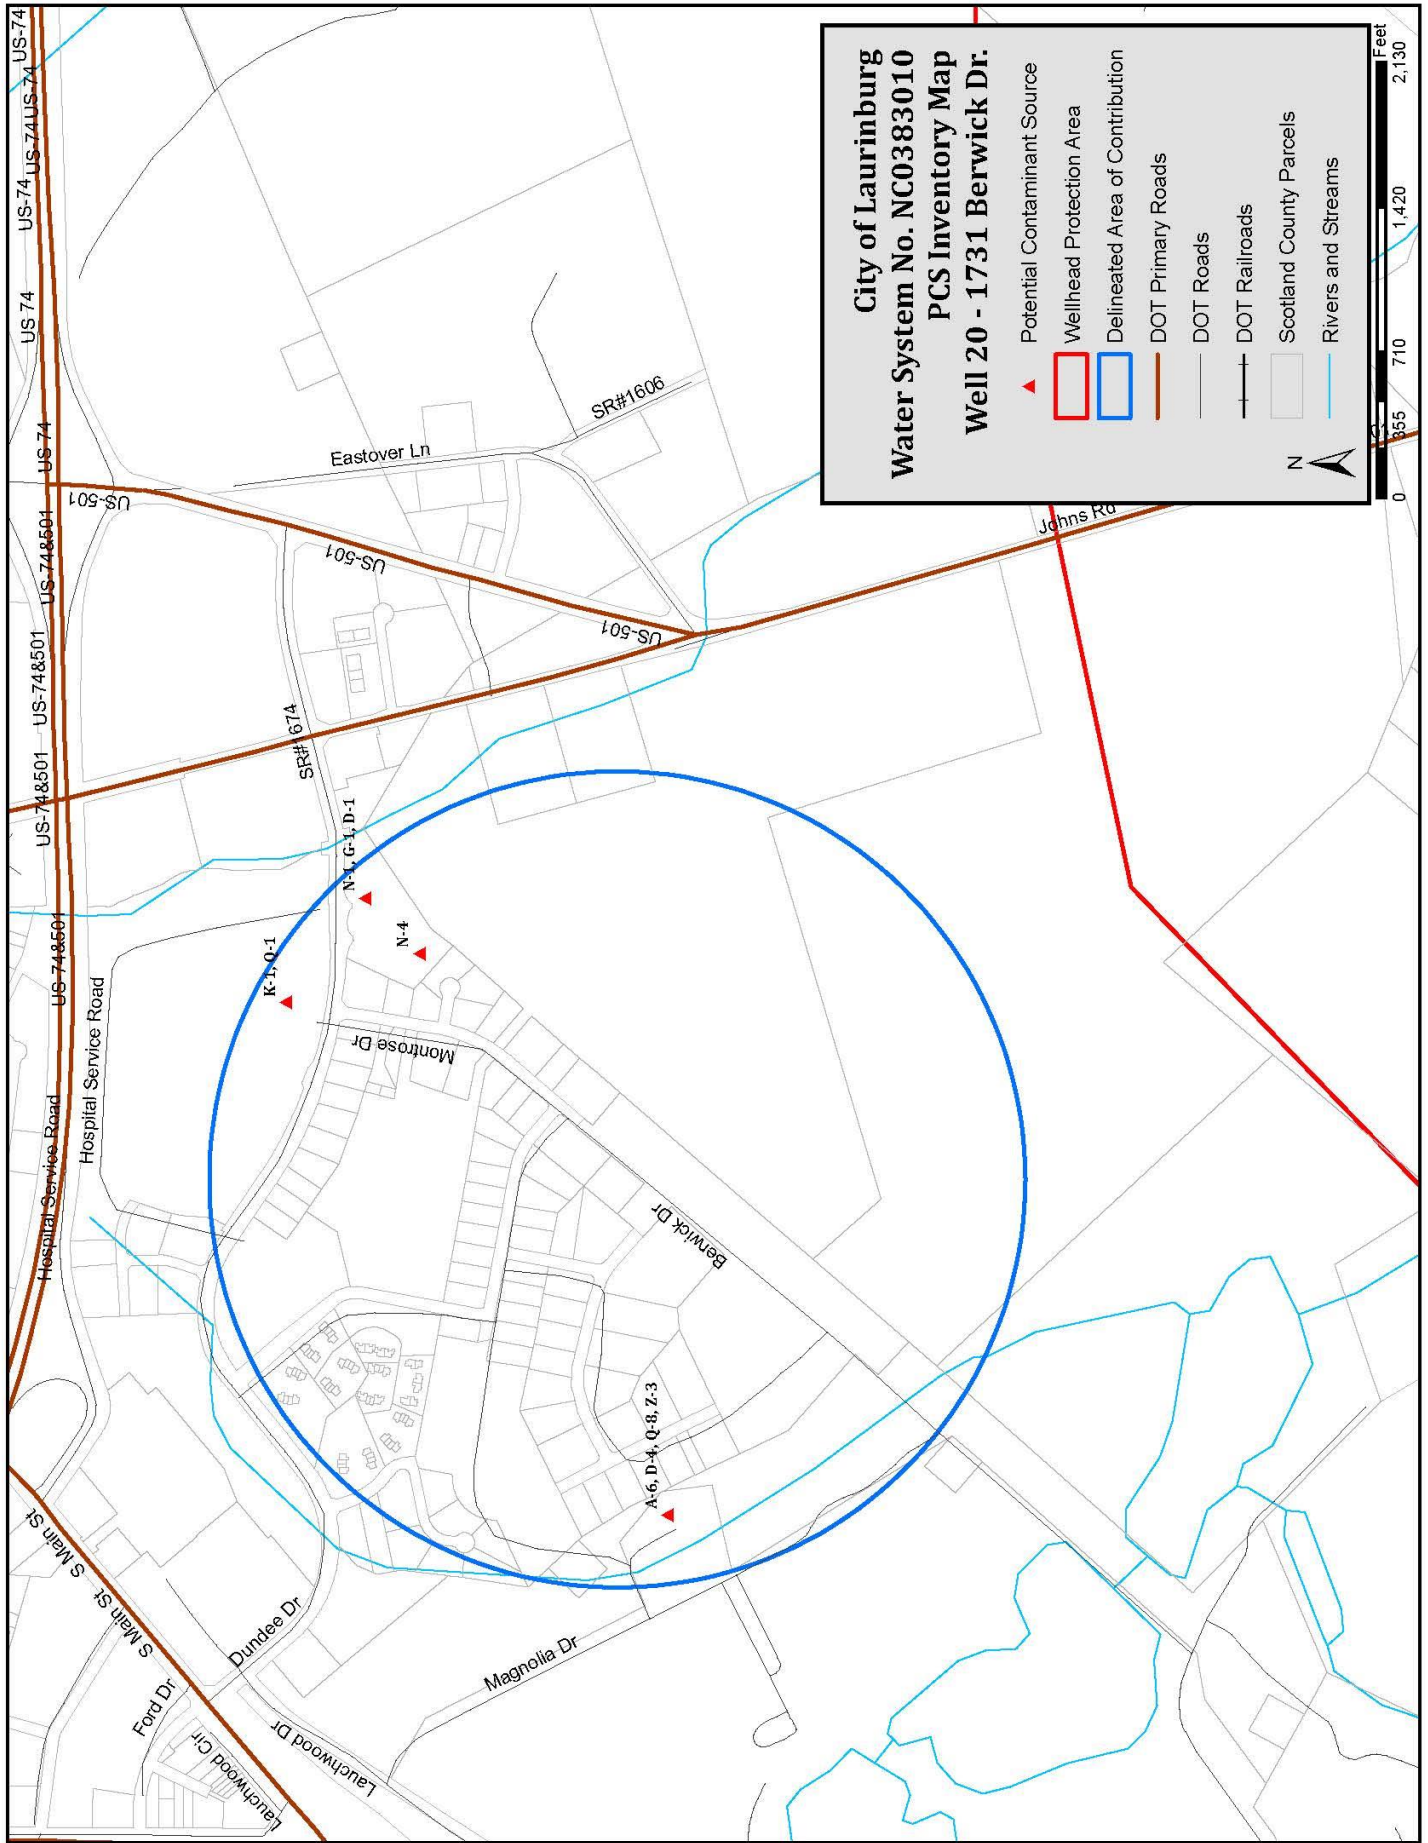 City of Laurinburg
Water System No. NC0383010
PCS Inventory Map
Well 20 - 1731 Berwick Dr.
Potential Contaminant Source
Wellhead Protection Area
Delineated Area of Contribution
DOT Primary Roads
DOT Roads
DOT Railroads
Scotland County Parcels
Rivers and Streams
N
0 355 710 1,420 2,130
Feet
US-74
US-74
US-74
US-74
US 74
US 74
US-74&501
US-74&501
US-74&501
US-74&501
US-501
US-501
US-501
Eastover Ln
SR#1606
Johns Rd
SR#1674
Hospital Service Road
Hospital Service Road
N-1, G-1, D-1
N-4
K-1, Q-1
Montrose Dr
Berwick Dr
A-6, D-4, Q-8, Z-3
S Main St
S Main St
Dundee Dr
Ford Dr
Lauchwood Cir
Lauchwood Dr
Magnolia Dr